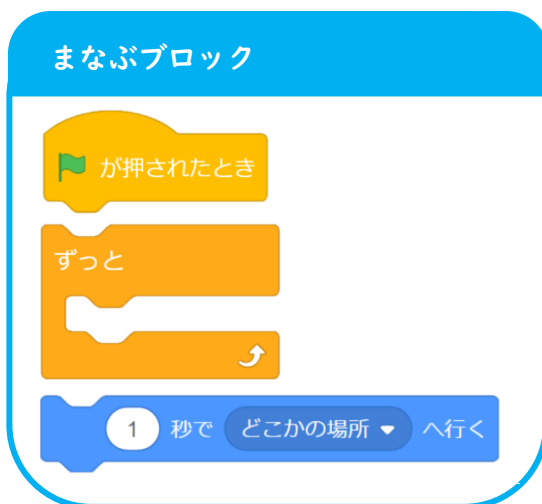 まなぶブロック
が押されたとき
ずっと
1 秒で どこかの場所 へ行く